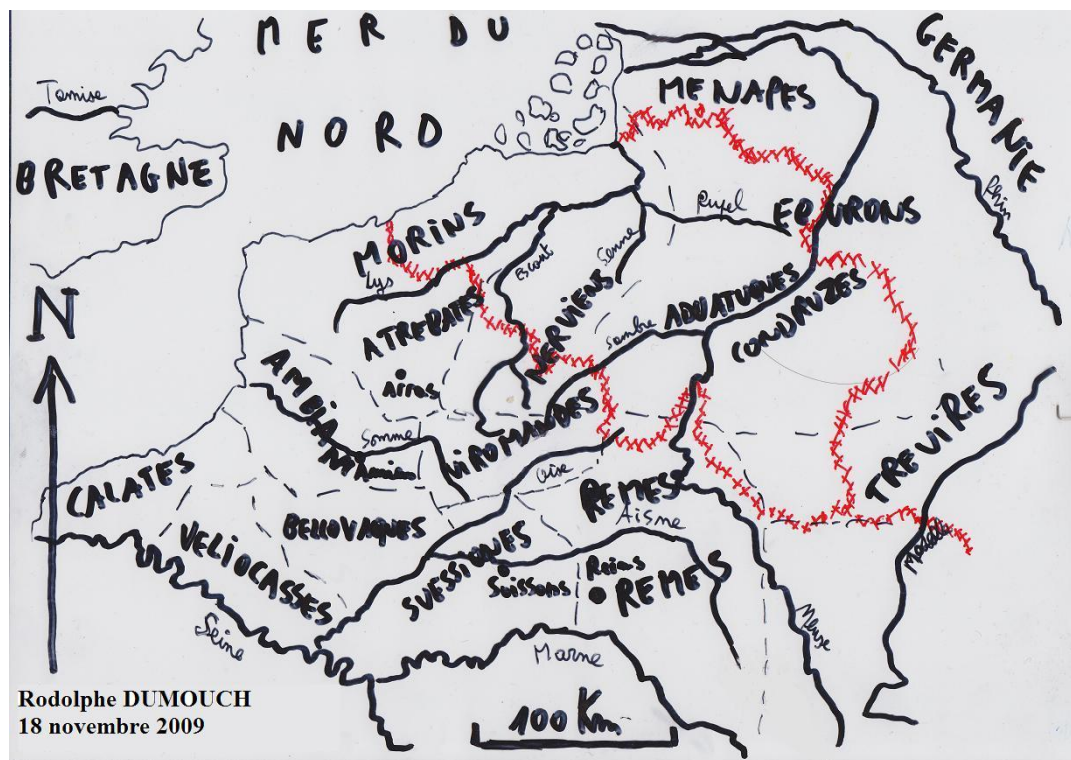 MER DU
NORD
GERMANIE
Tamise
BRETAGNE
MENAPES
Rhin
Rupel
EBURONS
MORINS
Lys
Escaut
Senne
N
ATREBATES
NERVIENS
Sambre
ADUATUQUES
CONDRUZES
AMBIANI
Arras
Somme
Amiens
VIROMANDES
TREVIRES
CALATES
Oise
REMES
BELLOVAQUES
Aisne
VELIOCASSES
SUESSIONES
Soissons
Reims
REMES
Moselle
Seine
Marne
Meuse
100 Km
Rodolphe DUMOUCH
18 novembre 2009